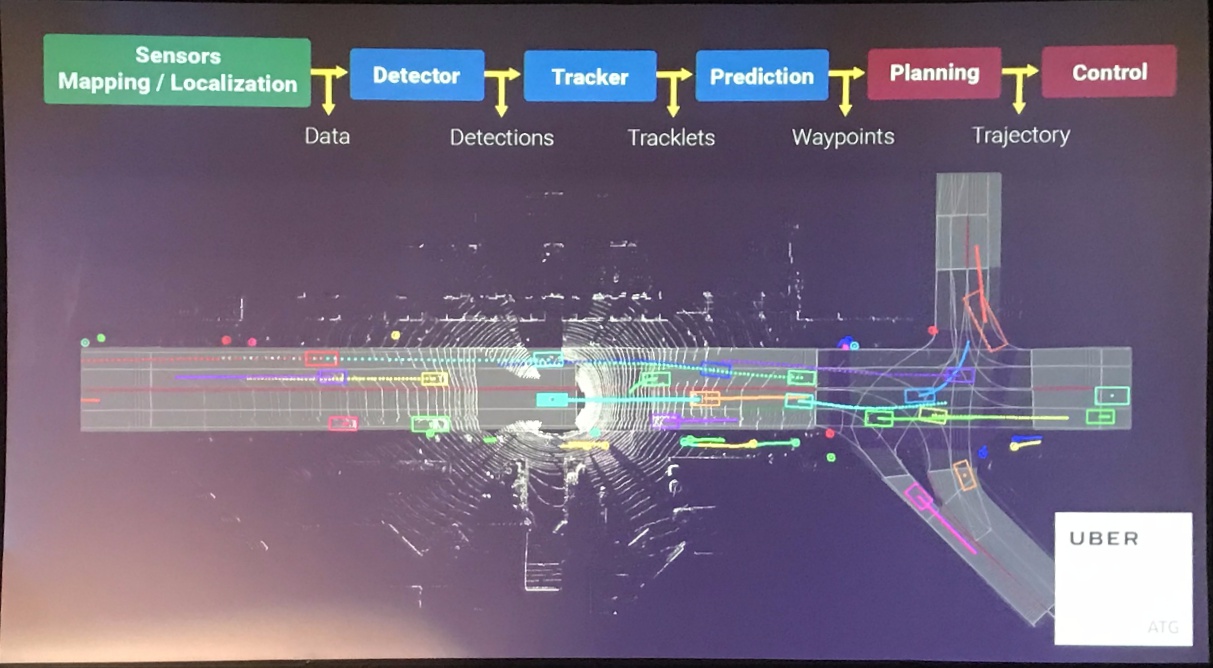 Sensors
Mapping / Localization
Detector
Tracker
Prediction
Planning
Control
Data
Detections
Tracklets
Waypoints
Trajectory
UBER
ATG